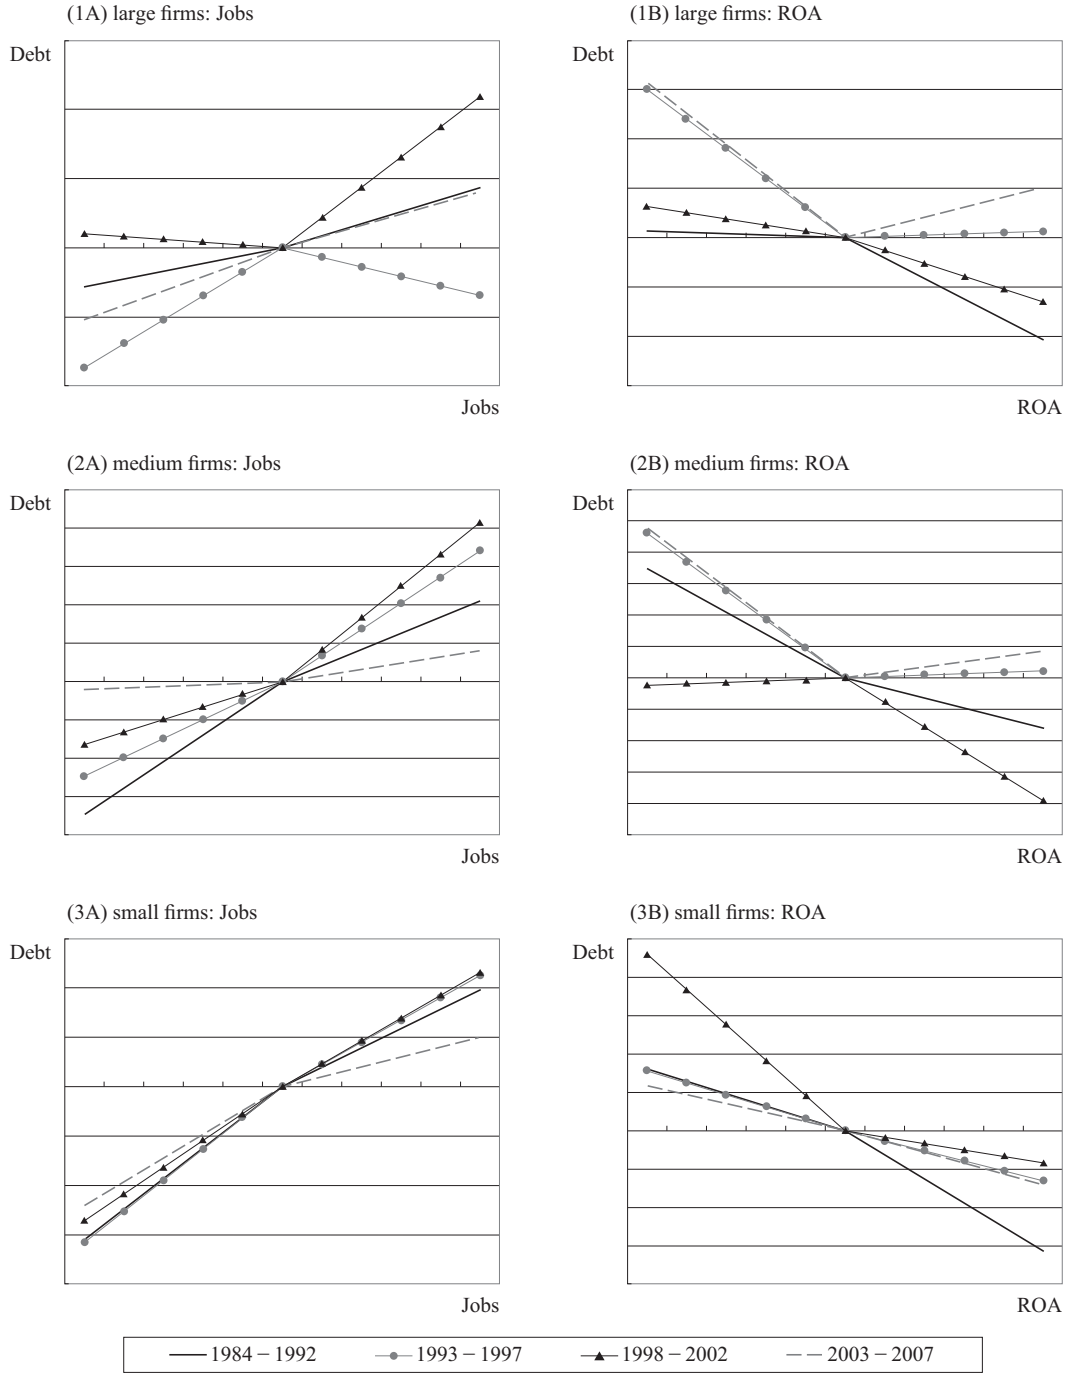 (1A) large firms: Jobs
(1B) large firms: ROA
Debt
Debt
Jobs
ROA
(2A) medium firms: Jobs
(2B) medium firms: ROA
Debt
Debt
Jobs
ROA
(3A) small firms: Jobs
(3B) small firms: ROA
Debt
Debt
Jobs
ROA
1984－1992
1993－1997
1998－2002
2003－2007